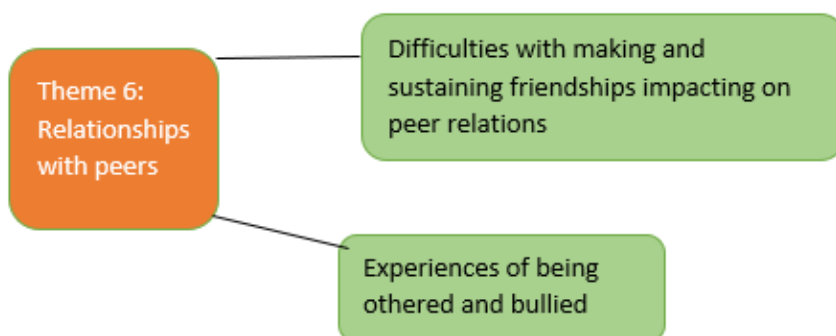 Theme 6:
Relationships
with peers
Difficulties with making and
sustaining friendships impacting on
peer relations
Experiences of being
othered and bullied